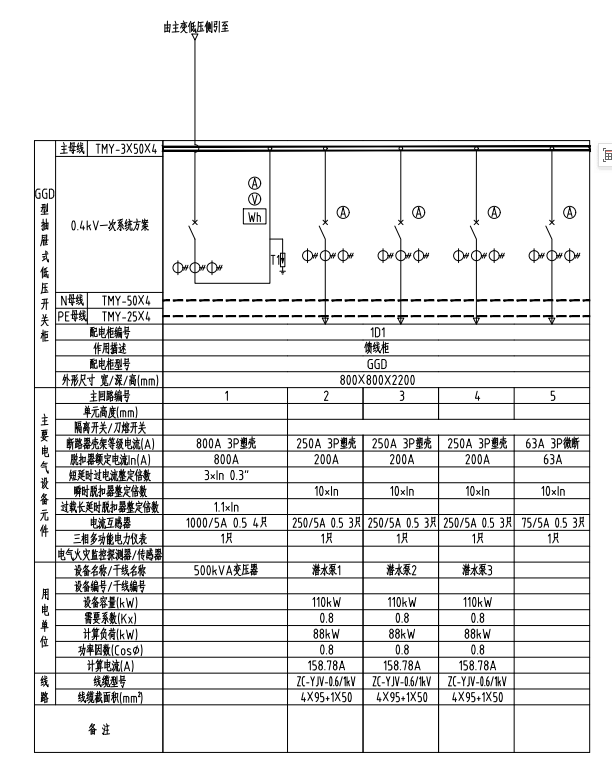 由主变低压侧引至
主母线 TMY-3X50X4
GGD型抽屉式低压开关柜
0.4kV一次系统方案
A
V
Wh
T1
A A A A
N母线 TMY-50X4
PE母线 TMY-25X4
配电柜编号 1D1
作用描述 馈线柜
配电柜型号 GGD
外形尺寸 宽/深/高(mm) 800X800X2200
主要电气设备元件
主回路编号 1 2 3 4 5
单元高度(mm)
隔离开关/刀熔开关
断路器壳架等级电流(A) 800A 3P塑壳 250A 3P塑壳 250A 3P塑壳 250A 3P塑壳 63A 3P微断
脱扣器额定电流In(A) 800A 200A 200A 200A 63A
短延时过电流整定倍数 3×In 0.3"
瞬时脱扣器整定倍数 10×In 10×In 10×In 10×In
过载长延时脱扣器整定倍数 1.1×In
电流互感器 1000/5A 0.5 4只 250/5A 0.5 3只 250/5A 0.5 3只 250/5A 0.5 3只 75/5A 0.5 3只
三相多功能电力仪表 1只 1只 1只 1只 1只
电气火灾监控探测器/传感器
用电单位
设备名称/干线名称 500kVA变压器 潜水泵1 潜水泵2 潜水泵3
设备编号/干线编号
设备容量(kW) 110kW 110kW 110kW
需要系数(Kx) 0.8 0.8 0.8
计算负荷(kW) 88kW 88kW 88kW
功率因数(CosØ) 0.8 0.8 0.8
计算电流(A) 158.78A 158.78A 158.78A
线路
线缆型号 ZC-YJV-0.6/1kV ZC-YJV-0.6/1kV ZC-YJV-0.6/1kV
线缆截面积(mm²) 4X95+1X50 4X95+1X50 4X95+1X50
备注